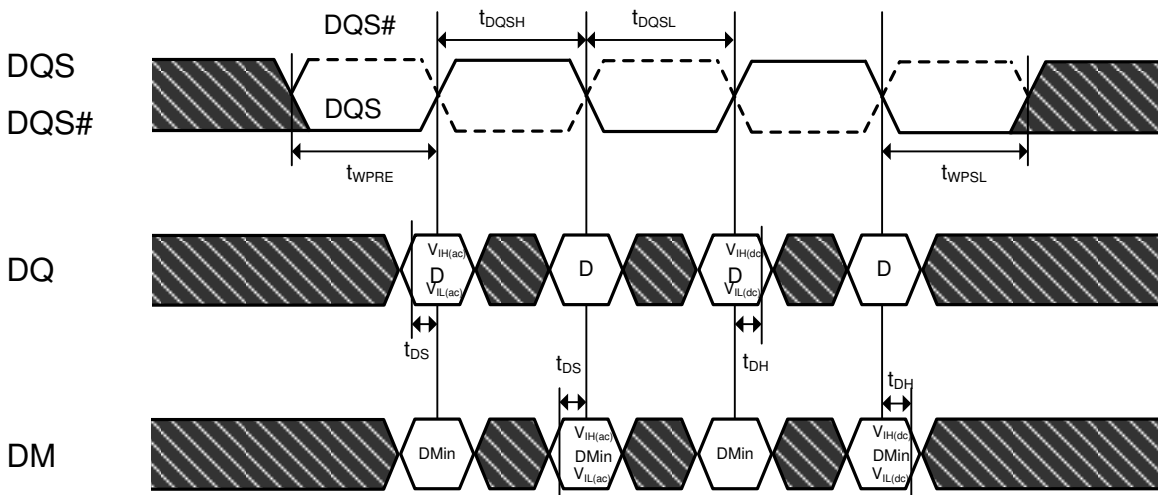 DQS#
tDQSH
tDQSL
DQS
DQS
DQS#
tWPRE
tWPSL
DQ
VIH(ac)
D
VIL(ac)
D
VIH(dc)
D
VIL(dc)
D
tDS
tDS
tDH
tDH
DM
DMin
VIH(ac)
DMin
VIL(ac)
DMin
VIH(dc)
DMin
VIL(dc)